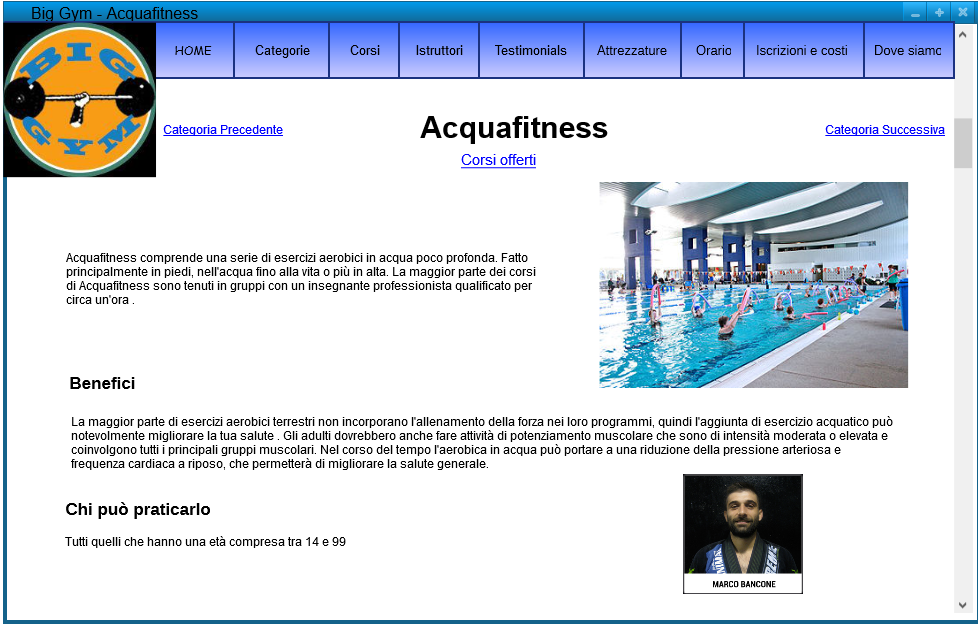 Big Gym - Acquafitness
BIG
GYM
HOME
Categorie
Corsi
Istruttori
Testimonials
Attrezzature
Orario
Iscrizioni e costi
Dove siamo
Categoria Precedente
Acquafitness
Categoria Successiva
Corsi offerti
Acquafitness comprende una serie di esercizi aerobici in acqua poco profonda. Fatto
principalmente in piedi, nell'acqua fino alla vita o più in alta. La maggior parte dei corsi
di Acquafitness sono tenuti in gruppi con un insegnante professionista qualificato per
circa un'ora .
Benefici
La maggior parte di esercizi aerobici terrestri non incorporano l'allenamento della forza nei loro programmi, quindi l'aggiunta di esercizio acquatico può
notevolmente migliorare la tua salute . Gli adulti dovrebbero anche fare attività di potenziamento muscolare che sono di intensità moderata o elevata e
coinvolgono tutti i principali gruppi muscolari. Nel corso del tempo l'aerobica in acqua può portare a una riduzione della pressione arteriosa e
frequenza cardiaca a riposo, che permetterà di migliorare la salute generale.
Chi può praticarlo
Tutti quelli che hanno una età compresa tra 14 e 99
MARCO BANCONE